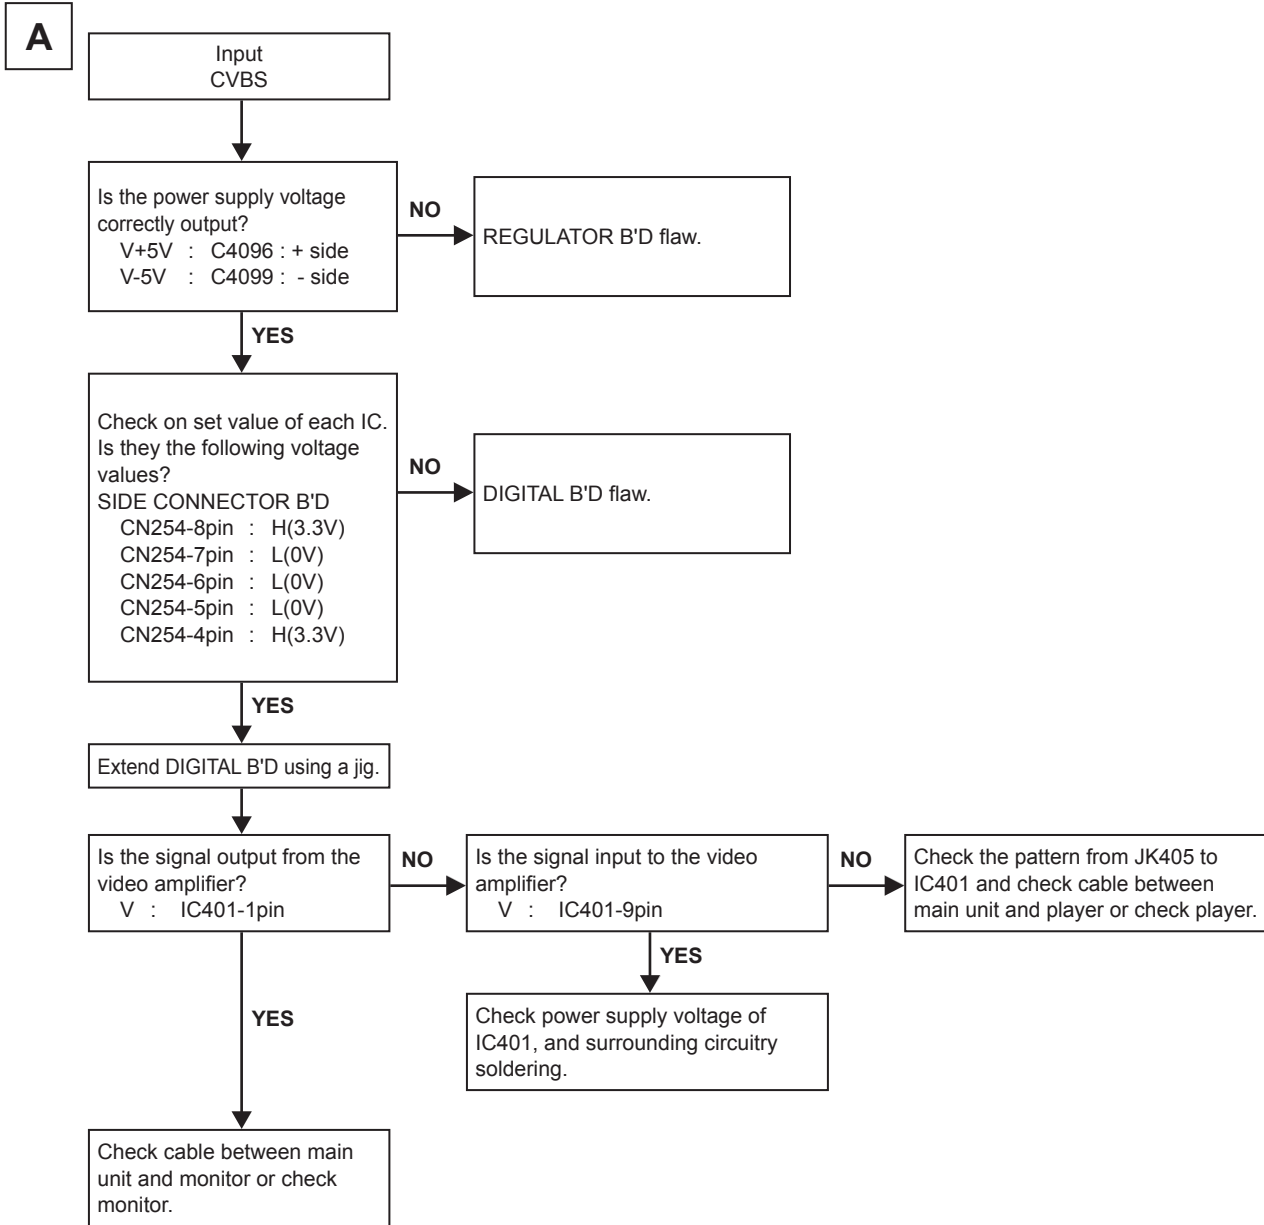 A
Input
CVBS
Is the power supply voltage
correctly output?
V+5V : C4096 : + side
V-5V : C4099 : - side
NO
REGULATOR B'D flaw.
YES
Check on set value of each IC.
Is they the following voltage
values?
SIDE CONNECTOR B'D
CN254-8pin : H(3.3V)
CN254-7pin : L(0V)
CN254-6pin : L(0V)
CN254-5pin : L(0V)
CN254-4pin : H(3.3V)
NO
DIGITAL B'D flaw.
YES
Extend DIGITAL B'D using a jig.
Is the signal output from the
video amplifier?
V : IC401-1pin
NO
Is the signal input to the video
amplifier?
V : IC401-9pin
NO
Check the pattern from JK405 to
IC401 and check cable between
main unit and player or check player.
YES
Check power supply voltage of
IC401, and surrounding circuitry
soldering.
YES
Check cable between main
unit and monitor or check
monitor.